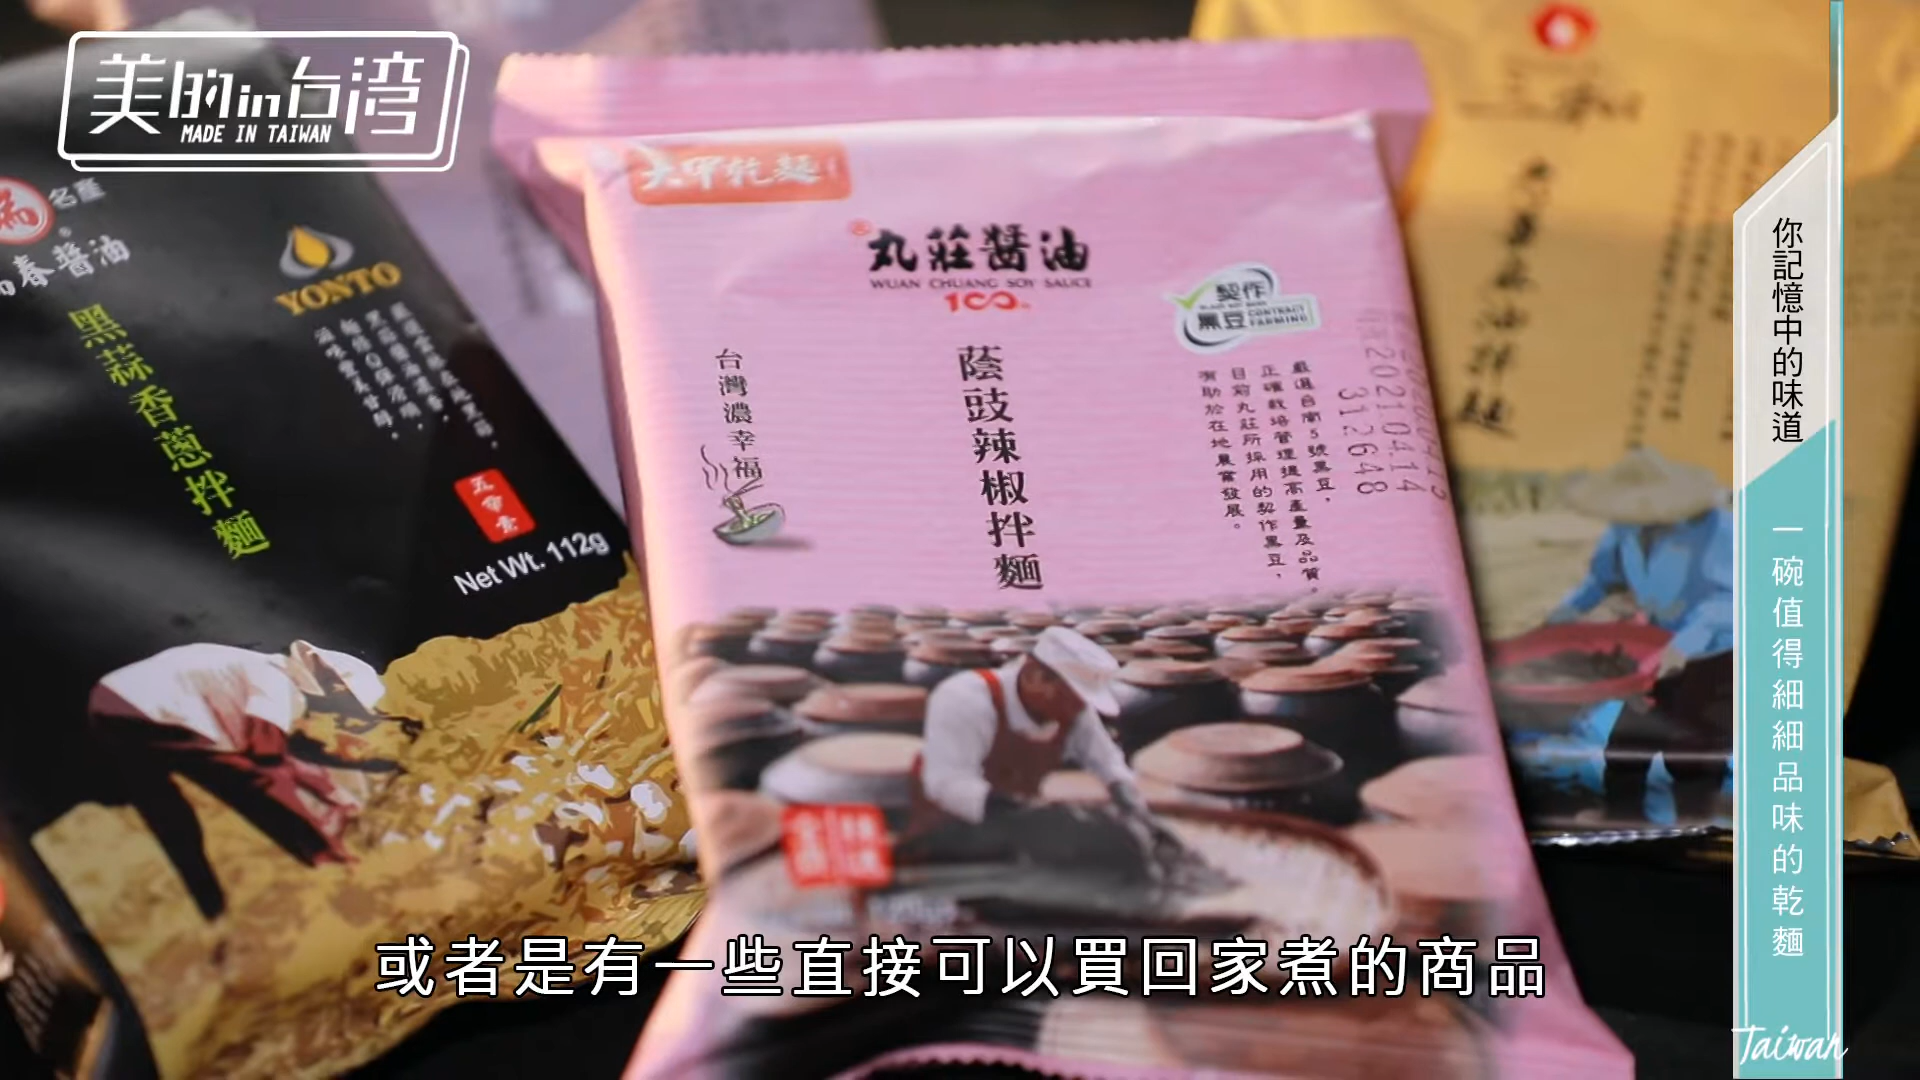 美的in台湾
MADE IN TAIWAN
名產
春醬油
YONTO
黑蒜香蔥拌麵
Net Wt. 112g
大甲乾麵
丸莊醬油
WUAN CHUANG SOY SAUCE
100
契作
黑豆
CONTRACT
FARMING
台灣濃幸福
蔭豉辣椒拌麵
嚴選台南5號黑豆，
正確栽培管理提高產量及品質。
目前丸莊所採用的契作黑豆，
有助於在地農業發展。
2021.04.14
312648
你記憶中的味道
一碗值得細細品味的乾麵
Taiwan
或者是有一些直接可以買回家煮的商品